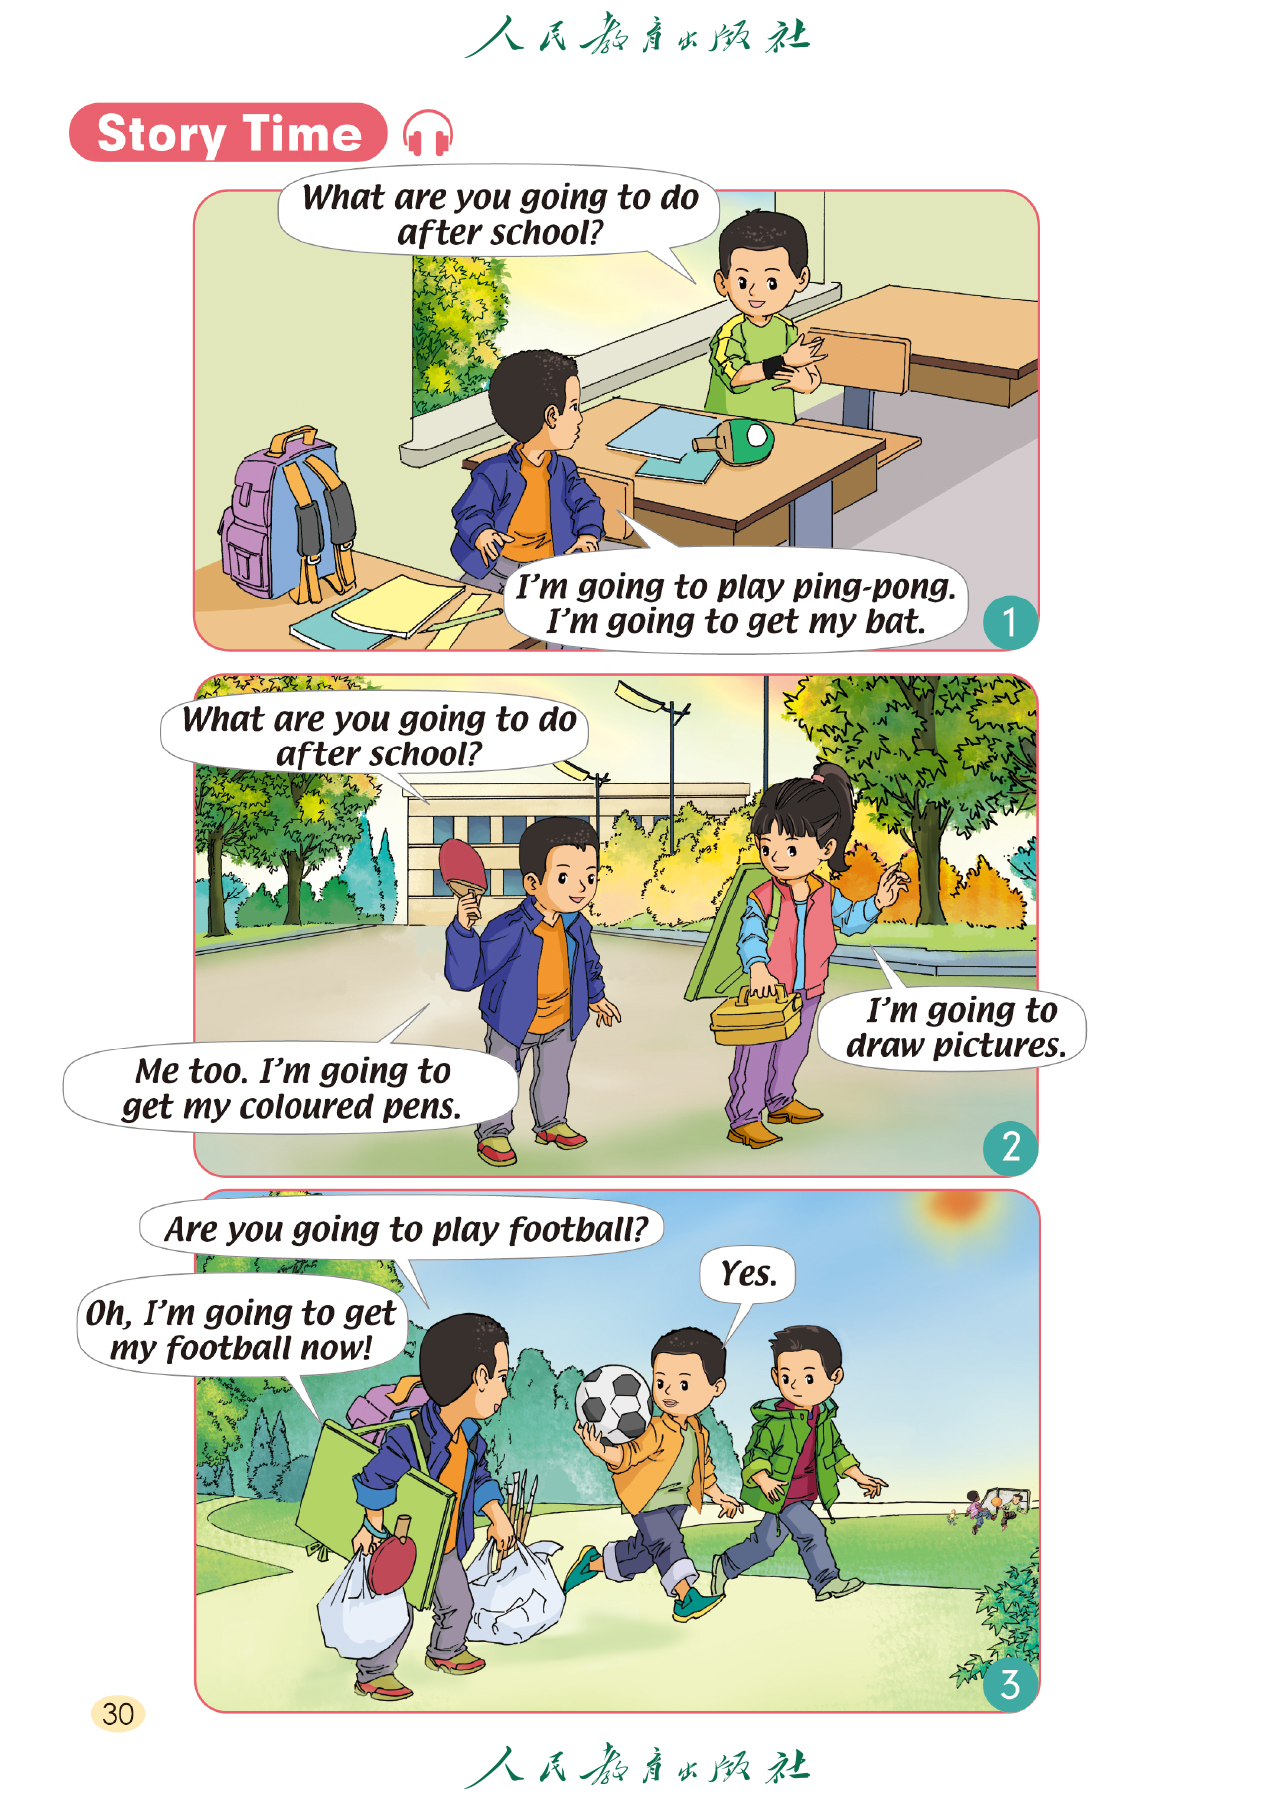 人民教育出版社
Story Time
What are you going to do
after school?
I'm going to play ping-pong.
I'm going to get my bat.
1
What are you going to do
after school?
I'm going to
draw pictures.
Me too. I'm going to
get my coloured pens.
2
Are you going to play football?
Yes.
Oh, I'm going to get
my football now!
3
30
人民教育出版社